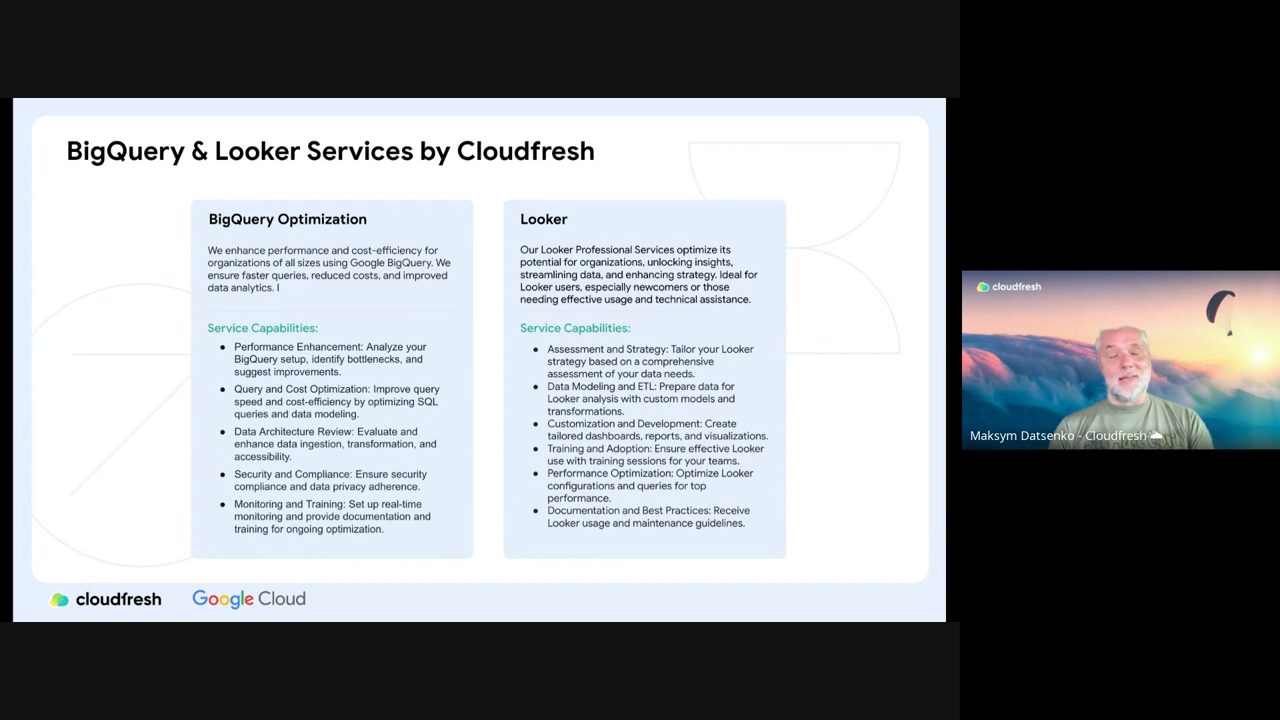 BigQuery & Looker Services by Cloudfresh
BigQuery Optimization
We enhance performance and cost-efficiency for
organizations of all sizes using Google BigQuery. We
ensure faster queries, reduced costs, and improved
data analytics. I
Service Capabilities:
● Performance Enhancement: Analyze your
BigQuery setup, identify bottlenecks, and
suggest improvements.
● Query and Cost Optimization: Improve query
speed and cost-efficiency by optimizing SQL
queries and data modeling.
● Data Architecture Review: Evaluate and
enhance data ingestion, transformation, and
accessibility.
● Security and Compliance: Ensure security
compliance and data privacy adherence.
● Monitoring and Training: Set up real-time
monitoring and provide documentation and
training for ongoing optimization.
Looker
Our Looker Professional Services optimize its
potential for organizations, unlocking insights,
streamlining data, and enhancing strategy. Ideal for
Looker users, especially newcomers or those
needing effective usage and technical assistance.
Service Capabilities:
● Assessment and Strategy: Tailor your Looker
strategy based on a comprehensive
assessment of your data needs.
● Data Modeling and ETL: Prepare data for
Looker analysis with custom models and
transformations.
● Customization and Development: Create
tailored dashboards, reports, and visualizations.
● Training and Adoption: Ensure effective Looker
use with training sessions for your teams.
● Performance Optimization: Optimize Looker
configurations and queries for top
performance.
● Documentation and Best Practices: Receive
Looker usage and maintenance guidelines.
cloudfresh
Google Cloud
cloudfresh
Maksym Datsenko - Cloudfresh 🌥